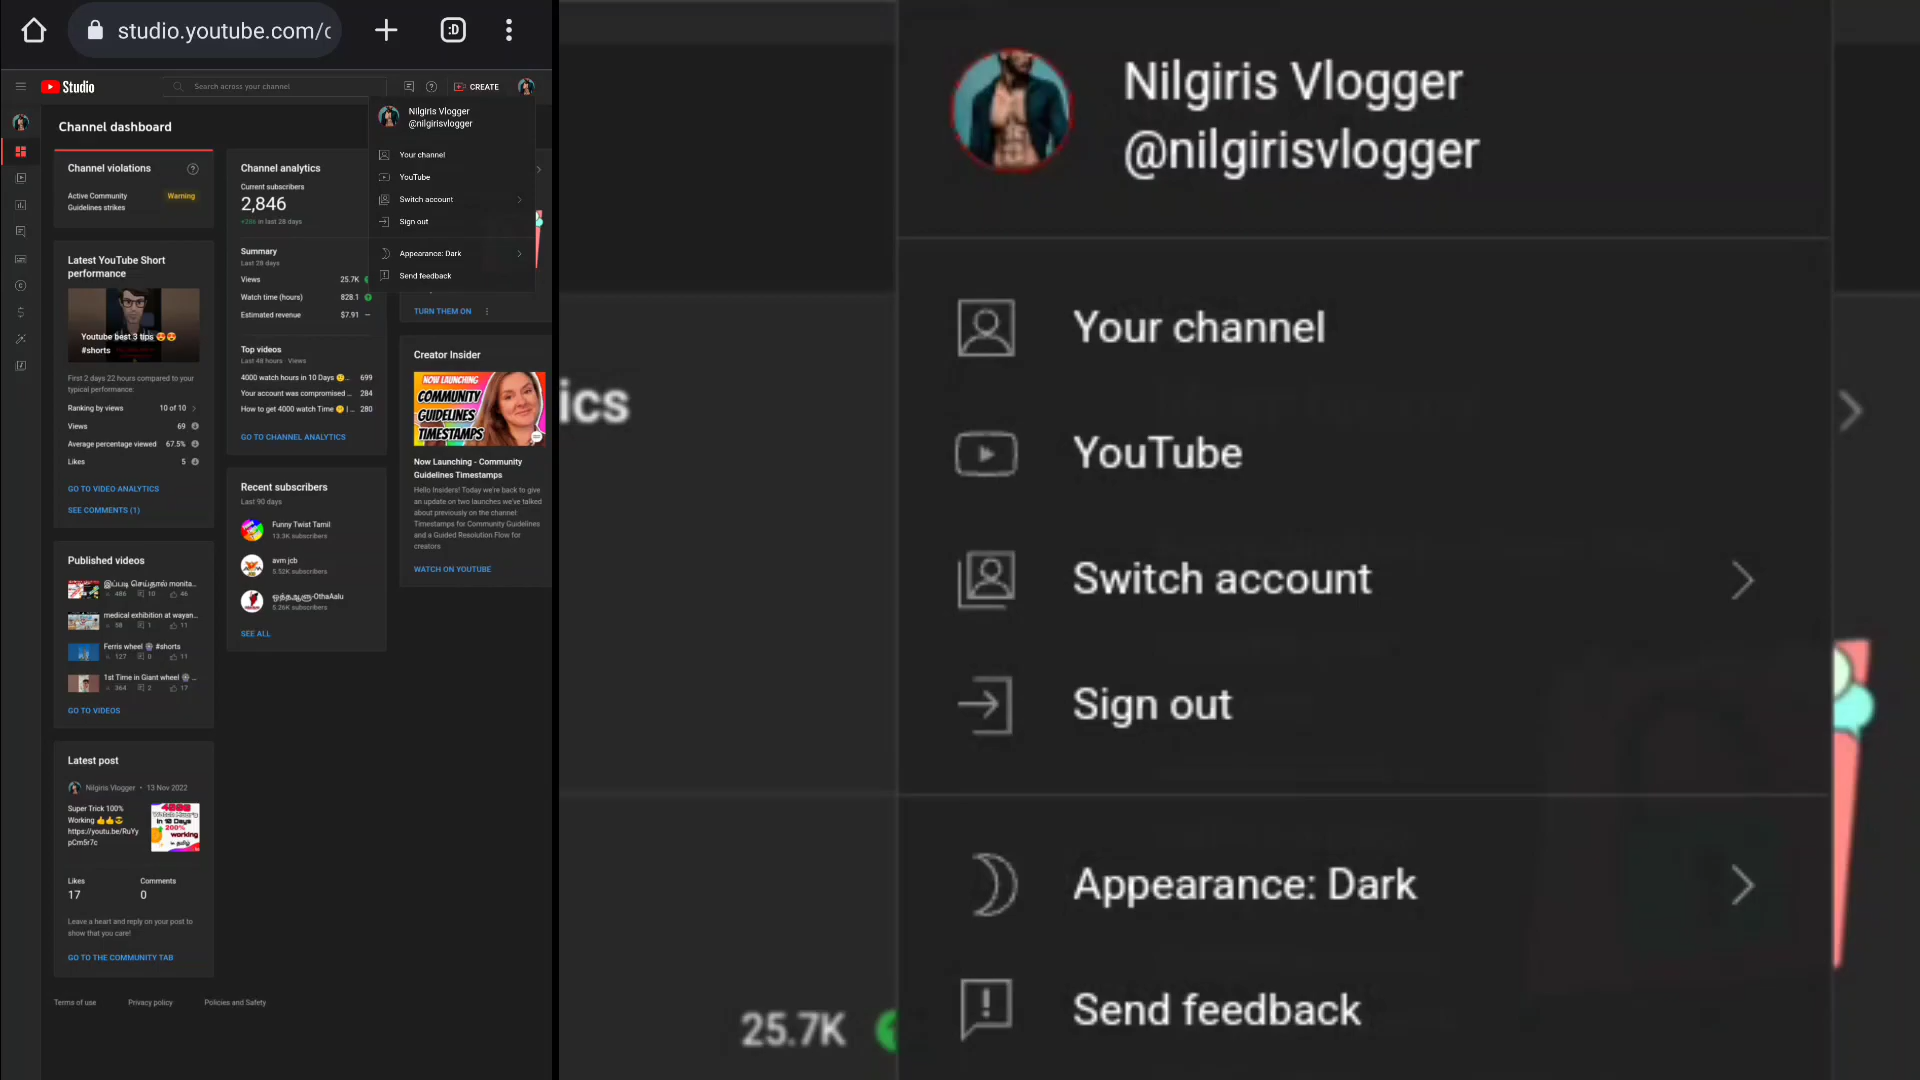 studio.youtube.com/c
:D
Studio
Search across your channel
CREATE
Nilgiris Vlogger
@nilgirisvlogger
Your channel
YouTube
Switch account
Sign out
Appearance: Dark
Send feedback
Channel dashboard
Channel violations
Active Community
Guidelines strikes
Warning
Latest YouTube Short
performance
Youtube best 3 tips 😍😍
#shorts
First 2 days 22 hours compared to your
typical performance:
Ranking by views 10 of 10
Views 69
Average percentage viewed 67.5%
Likes 5
GO TO VIDEO ANALYTICS
SEE COMMENTS (1)
Published videos
இப்படி செய்தால் monita...
486 10 46
medical exhibition at wayan...
58 1 11
Ferris wheel 🎡 #shorts
127 0 11
1st Time in Giant wheel 🎡 ...
364 2 17
GO TO VIDEOS
Latest post
Nilgiris Vlogger • 13 Nov 2022
Super Trick 100%
Working 👍👍😎
https://youtu.be/RuYy
pCm5r7c
4000
Watch Hour's
in 10 Days
200%
working
in தமிழ்
Likes
17
Comments
0
Leave a heart and reply on your post to
show that you care!
GO TO THE COMMUNITY TAB
Terms of use
Privacy policy
Policies and Safety
Channel analytics
Current subscribers
2,846
in last 28 days
Summary
Last 28 days
Views 25.7K
Watch time (hours) 828.1
Estimated revenue $7.91 —
Top videos
Last 48 hours · Views
4000 watch hours in 10 Days ... 699
Your account was compromised ... 284
How to get 4000 watch Time | ... 280
GO TO CHANNEL ANALYTICS
Recent subscribers
Last 90 days
Funny Twist Tamil
13.3K subscribers
avm jcb
5.52K subscribers
ஒத்தஆளு-OthaAalu
5.26K subscribers
SEE ALL
TURN THEM ON
Creator Insider
NOW LAUNCHING
COMMUNITY
GUIDELINES
TIMESTAMPS
Now Launching - Community
Guidelines Timestamps
Hello Insiders! Today we're back to give
an update on two launches we've talked
about previously on the channel
Timestamps for Community Guidelines
and a Guided Resolution Flow for
creators
WATCH ON YOUTUBE
ics
25.7K
Nilgiris Vlogger
@nilgirisvlogger
Your channel
YouTube
Switch account
Sign out
Appearance: Dark
Send feedback